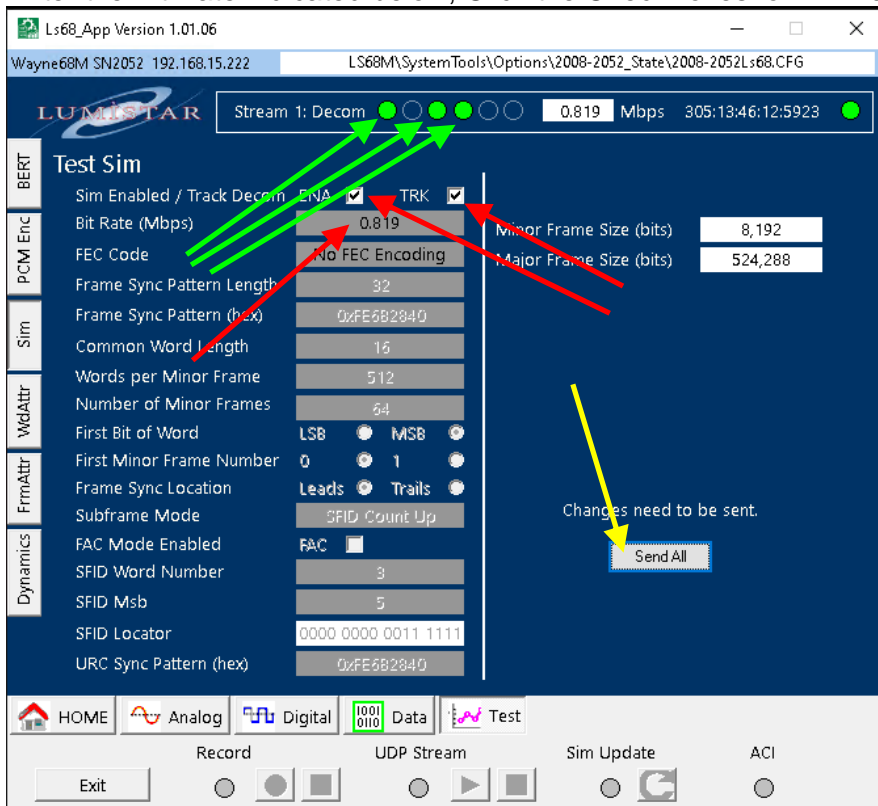 Ls68_App Version 1.01.06
Wayne68M SN2052 192.168.15.222 LS68M\SystemTools\Options\2008-2052_State\2008-2052Ls68.CFG
LUMISTAR Stream 1: Decom 0.819 Mbps 305:13:46:12:5923
BERT
PCM Enc
Sim
WdAttr
FrmAttr
Dynamics
Test Sim
Sim Enabled / Track Decom ENA TRK
Bit Rate (Mbps) 0.819
FEC Code No FEC Encoding
Frame Sync Pattern Length 32
Frame Sync Pattern (hex) 0xFE6B2840
Common Word Length 16
Words per Minor Frame 512
Number of Minor Frames 64
First Bit of Word LSB MSB
First Minor Frame Number 0 1
Frame Sync Location Leads Trails
Subframe Mode SFID Count Up
FAC Mode Enabled FAC
SFID Word Number 3
SFID Msb 5
SFID Locator 0000 0000 0011 1111
URC Sync Pattern (hex) 0xFE6B2840
Minor Frame Size (bits) 8,192
Major Frame Size (bits) 524,288
Changes need to be sent.
Send All
HOME Analog Digital 1001 0110 Data Test
Record UDP Stream Sim Update ACI
Exit